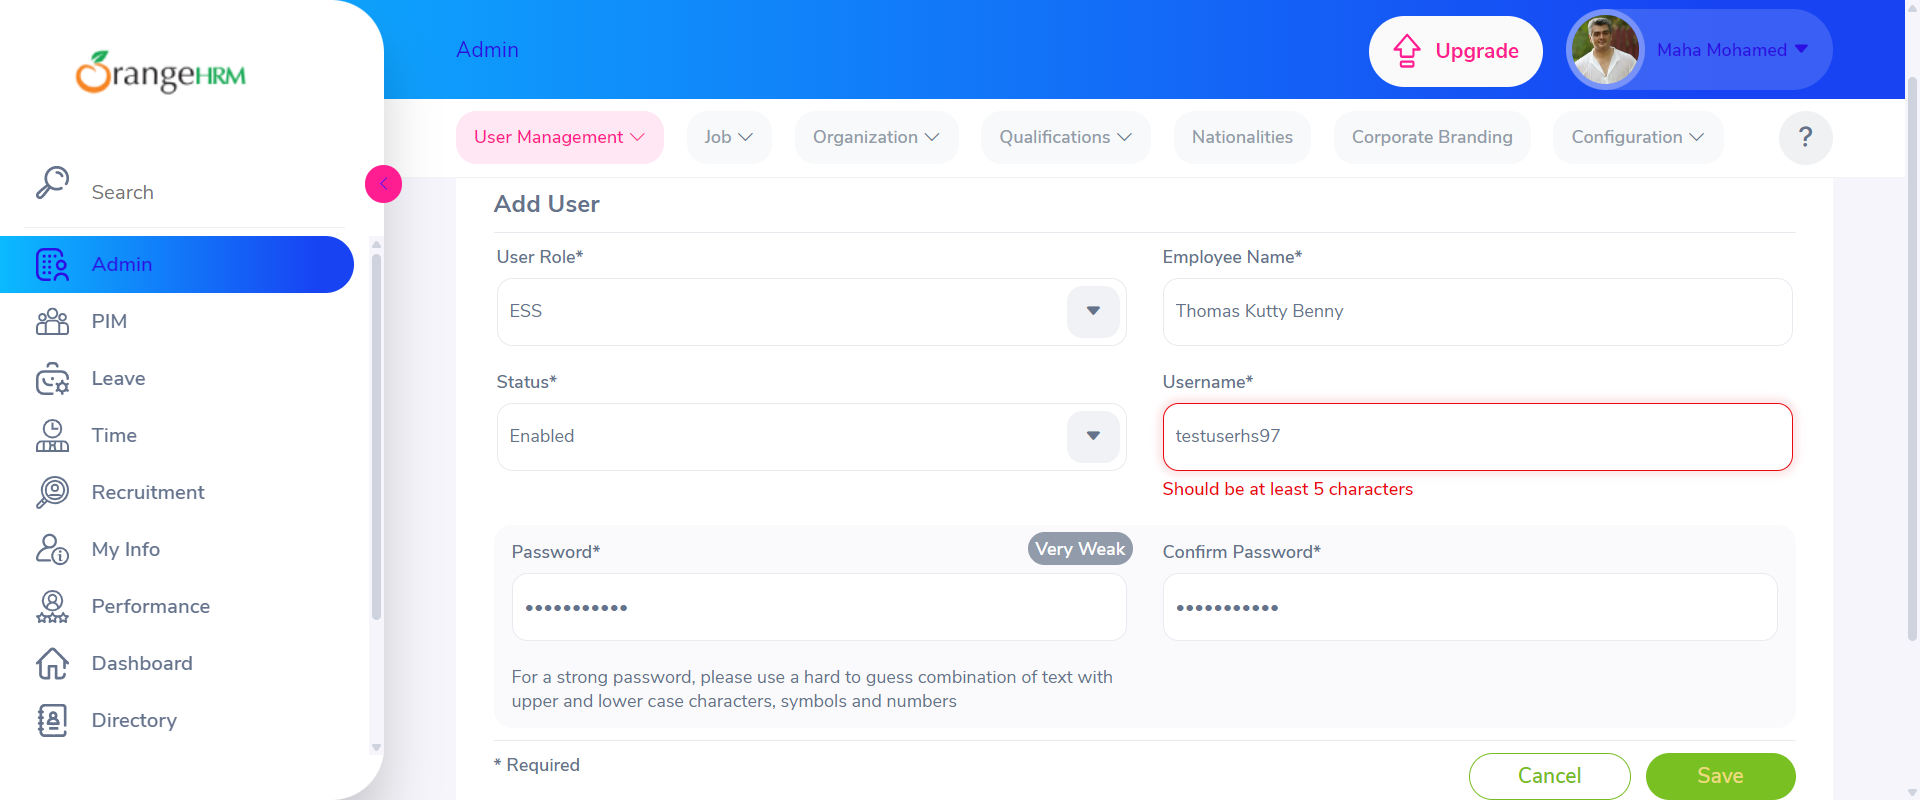 OrangeHRM
Search
Admin
PIM
Leave
Time
Recruitment
My Info
Performance
Dashboard
Directory
Admin
Upgrade
Maha Mohamed
User Management
Job
Organization
Qualifications
Nationalities
Corporate Branding
Configuration
?
Add User
User Role*
ESS
Employee Name*
Thomas Kutty Benny
Status*
Enabled
Username*
testuserhs97
Should be at least 5 characters
Password*
Very Weak
•••••••••••
Confirm Password*
•••••••••••
For a strong password, please use a hard to guess combination of text with
upper and lower case characters, symbols and numbers
* Required
Cancel
Save